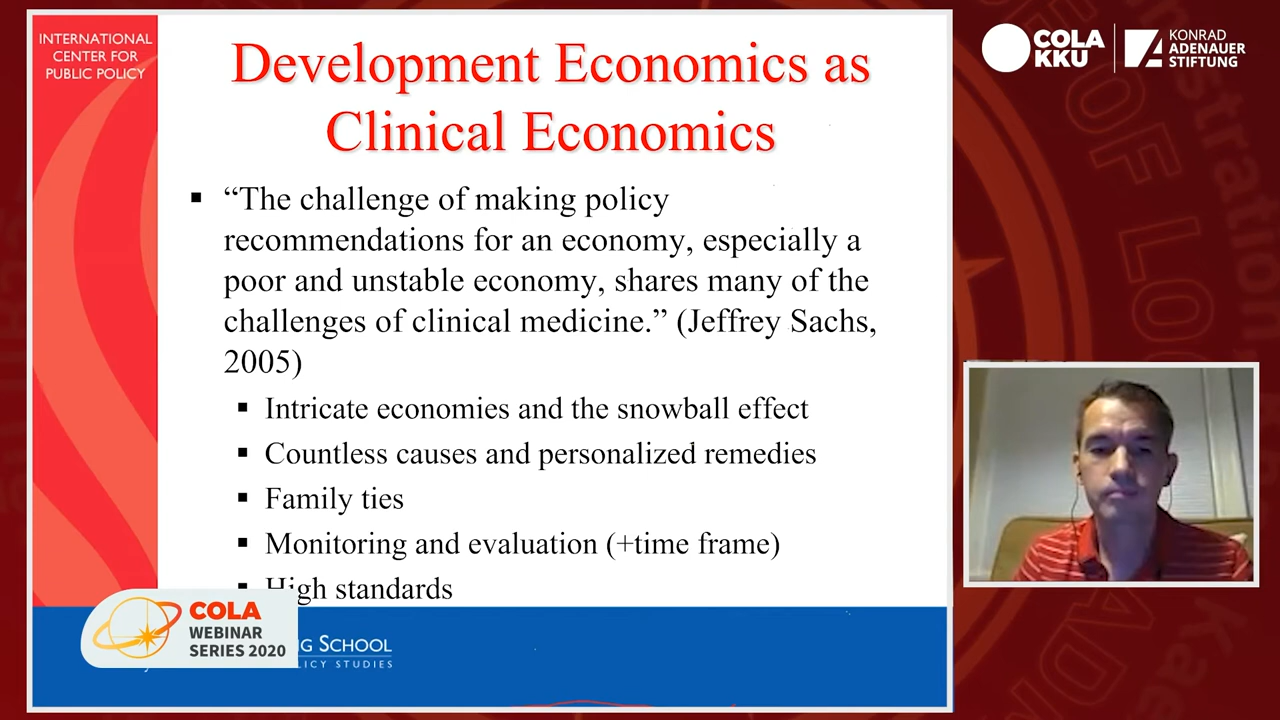 INTERNATIONAL
CENTER FOR
PUBLIC POLICY
Development Economics as
Clinical Economics
“The challenge of making policy
recommendations for an economy, especially a
poor and unstable economy, shares many of the
challenges of clinical medicine.” (Jeffrey Sachs,
2005)
Intricate economies and the snowball effect
Countless causes and personalized remedies
Family ties
Monitoring and evaluation (+time frame)
High standards
COLA
WEBINAR
SERIES 2020
SCHOOL
STUDIES
COLA
KKU
KONRAD
ADENAUER
STIFTUNG
OF